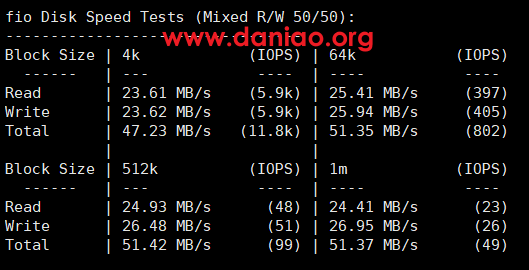 fio Disk Speed Tests (Mixed R/W 50/50):
www.daniao.org
---------------------------------
Block Size | 4k            (IOPS) | 64k           (IOPS)
  ------   | ---            ----  | ----           ----
Read       | 23.61 MB/s    (5.9k) | 25.41 MB/s     (397)
Write      | 23.62 MB/s    (5.9k) | 25.94 MB/s     (405)
Total      | 47.23 MB/s   (11.8k) | 51.35 MB/s     (802)
           |                      |
Block Size | 512k          (IOPS) | 1m            (IOPS)
  ------   | ---            ----  | ----           ----
Read       | 24.93 MB/s      (48) | 24.41 MB/s      (23)
Write      | 26.48 MB/s      (51) | 26.95 MB/s      (26)
Total      | 51.42 MB/s      (99) | 51.37 MB/s      (49)